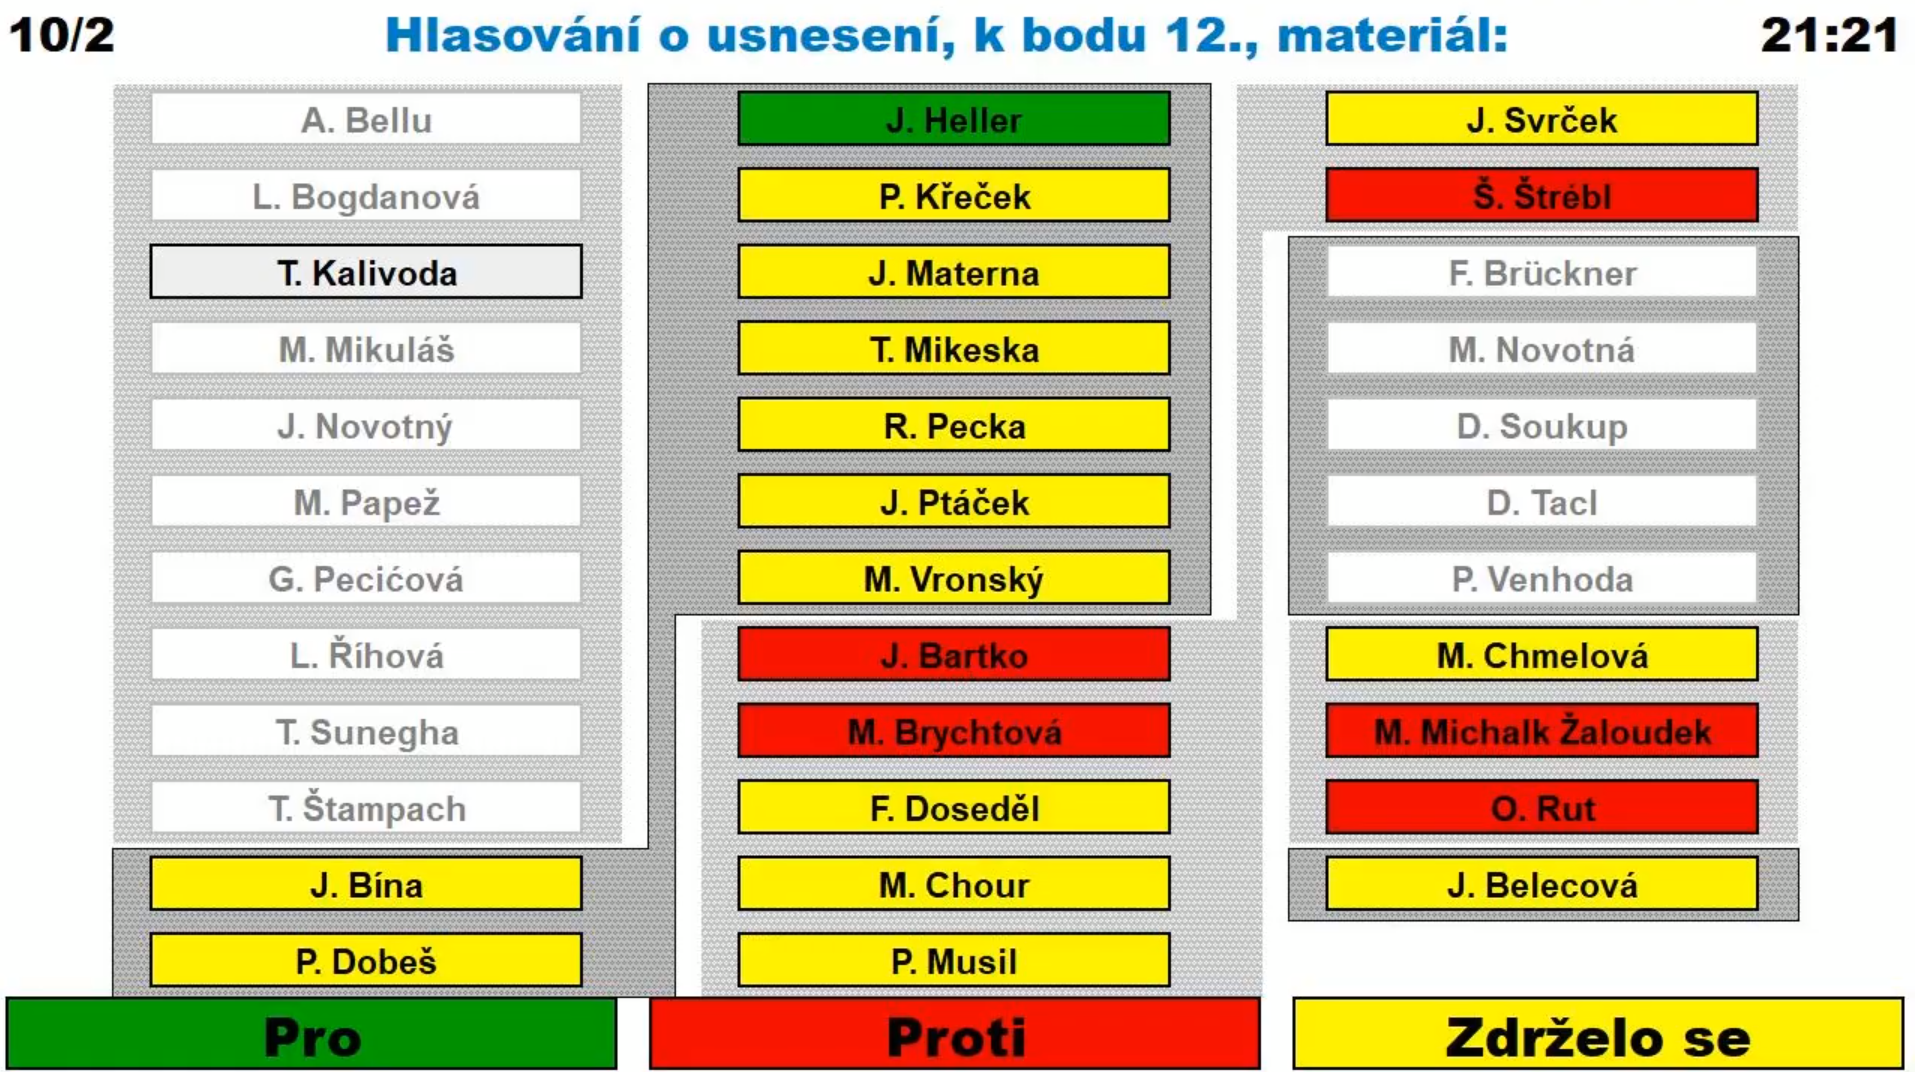 10/2
Hlasování o usnesení, k bodu 12., materiál:
21:21
A. Bellu
L. Bogdanová
T. Kalivoda
M. Mikuláš
J. Novotný
M. Papež
G. Pecićová
L. Říhová
T. Sunegha
T. Štampach
J. Bína
P. Dobeš
J. Heller
P. Křeček
J. Materna
T. Mikeska
R. Pecka
J. Ptáček
M. Vronský
J. Bartko
M. Brychtová
F. Doseděl
M. Chour
P. Musil
J. Svrček
Š. Štrébl
F. Brückner
M. Novotná
D. Soukup
D. Tacl
P. Venhoda
M. Chmelová
M. Michalk Žaloudek
O. Rut
J. Belecová
Pro
Proti
Zdrželo se